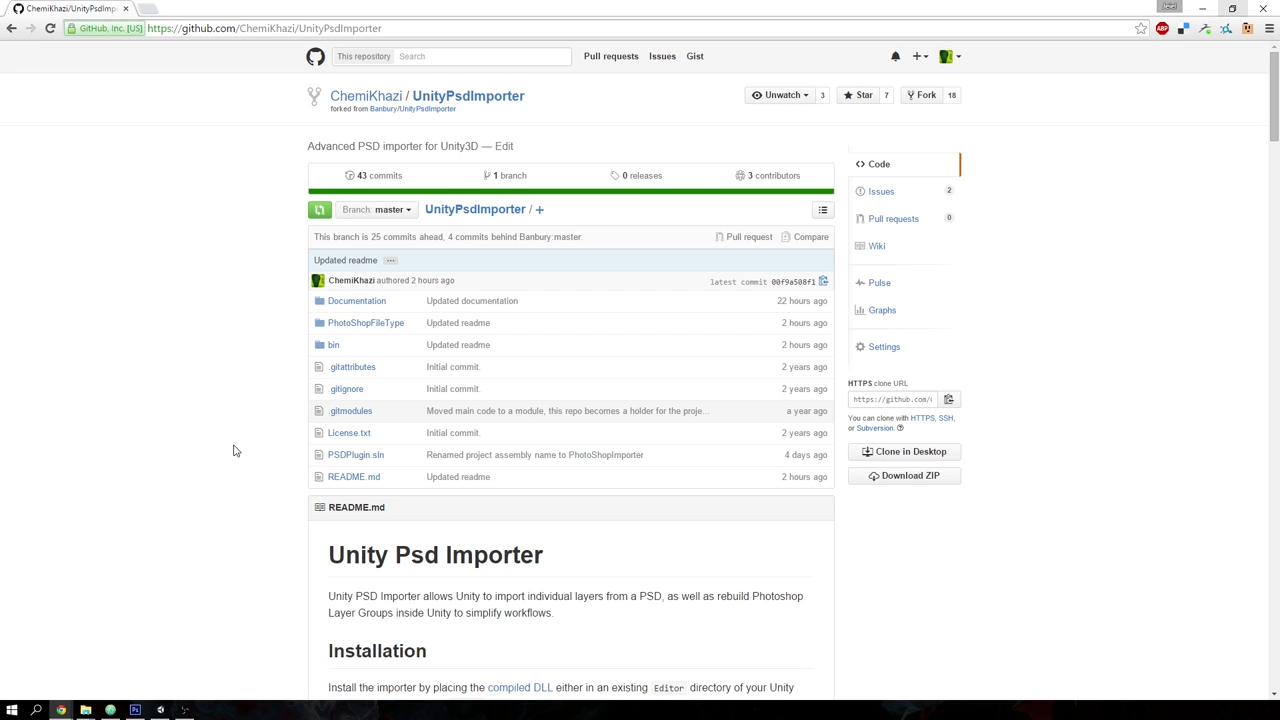 ChemiKhazi/UnityPsdImpor
GitHub, Inc. [US] https://github.com/ChemiKhazi/UnityPsdImporter
This repository Search Pull requests Issues Gist
ChemiKhazi / UnityPsdImporter Unwatch 3 Star 7 Fork 18
forked from Banbury/UnityPsdImporter
Advanced PSD importer for Unity3D — Edit
43 commits 1 branch 0 releases 3 contributors
Branch: master UnityPsdImporter / +
This branch is 25 commits ahead, 4 commits behind Banbury:master. Pull request Compare
Updated readme ...
ChemiKhazi authored 2 hours ago latest commit 00f9a508f1
Documentation Updated documentation 22 hours ago
PhotoShopFileType Updated readme 2 hours ago
bin Updated readme 2 hours ago
.gitattributes Initial commit. 2 years ago
.gitignore Initial commit. 2 years ago
.gitmodules Moved main code to a module, this repo becomes a holder for the proje... a year ago
License.txt Initial commit. 2 years ago
PSDPlugin.sln Renamed project assembly name to PhotoShopImporter 4 days ago
README.md Updated readme 2 hours ago
Code
Issues 2
Pull requests 0
Wiki
Pulse
Graphs
Settings
HTTPS clone URL
https://github.com/
You can clone with HTTPS, SSH,
or Subversion.
Clone in Desktop
Download ZIP
README.md
Unity Psd Importer
Unity PSD Importer allows Unity to import individual layers from a PSD, as well as rebuild Photoshop
Layer Groups inside Unity to simplify workflows.
Installation
Install the importer by placing the compiled DLL either in an existing Editor directory of your Unity